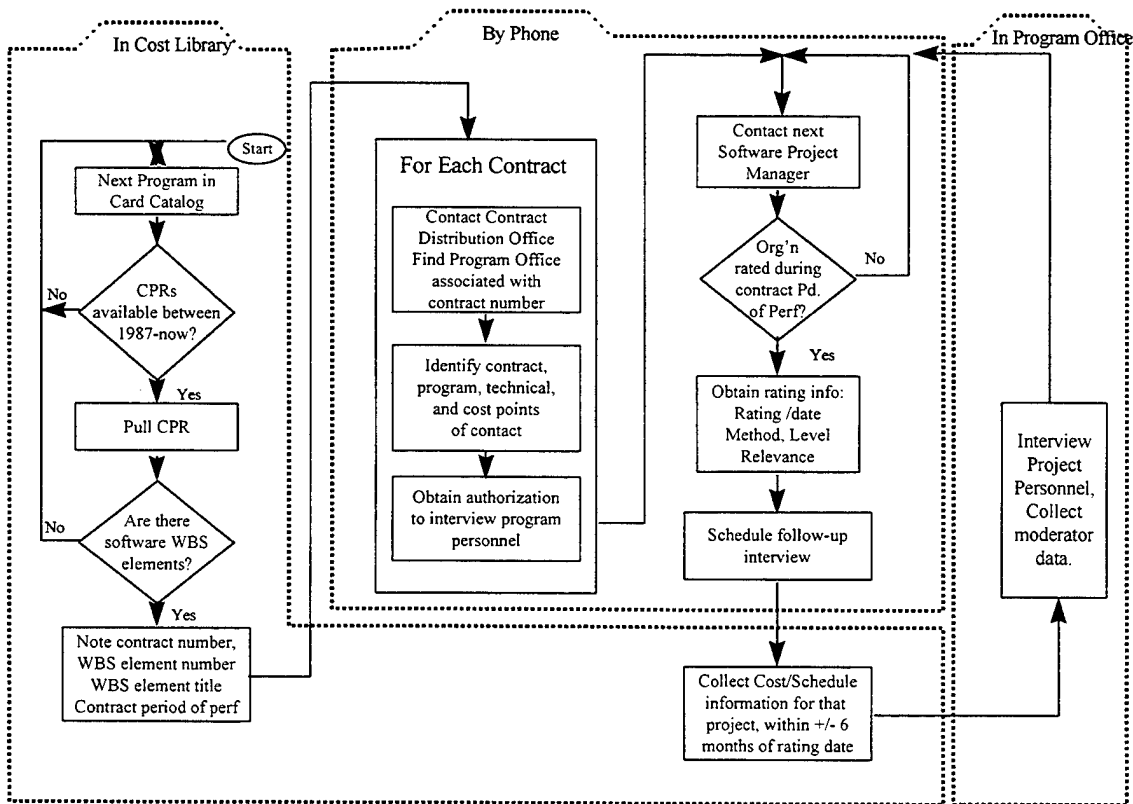 In Cost Library
By Phone
In Program Office
Start
Next Program in
Card Catalog
No
CPRs
available between
1987-now?
Yes
Pull CPR
No
Are there
software WBS
elements?
Yes
Note contract number,
WBS element number
WBS element title
Contract period of perf
For Each Contract
Contact Contract
Distribution Office
Find Program Office
associated with
contract number
Identify contract,
program, technical,
and cost points
of contact
Obtain authorization
to interview program
personnel
Contact next
Software Project
Manager
Org'n
rated during
contract Pd.
of Perf?
No
Yes
Obtain rating info:
Rating /date
Method, Level
Relevance
Schedule follow-up
interview
Collect Cost/Schedule
information for that
project, within +/- 6
months of rating date
Interview
Project
Personnel,
Collect
moderator
data.